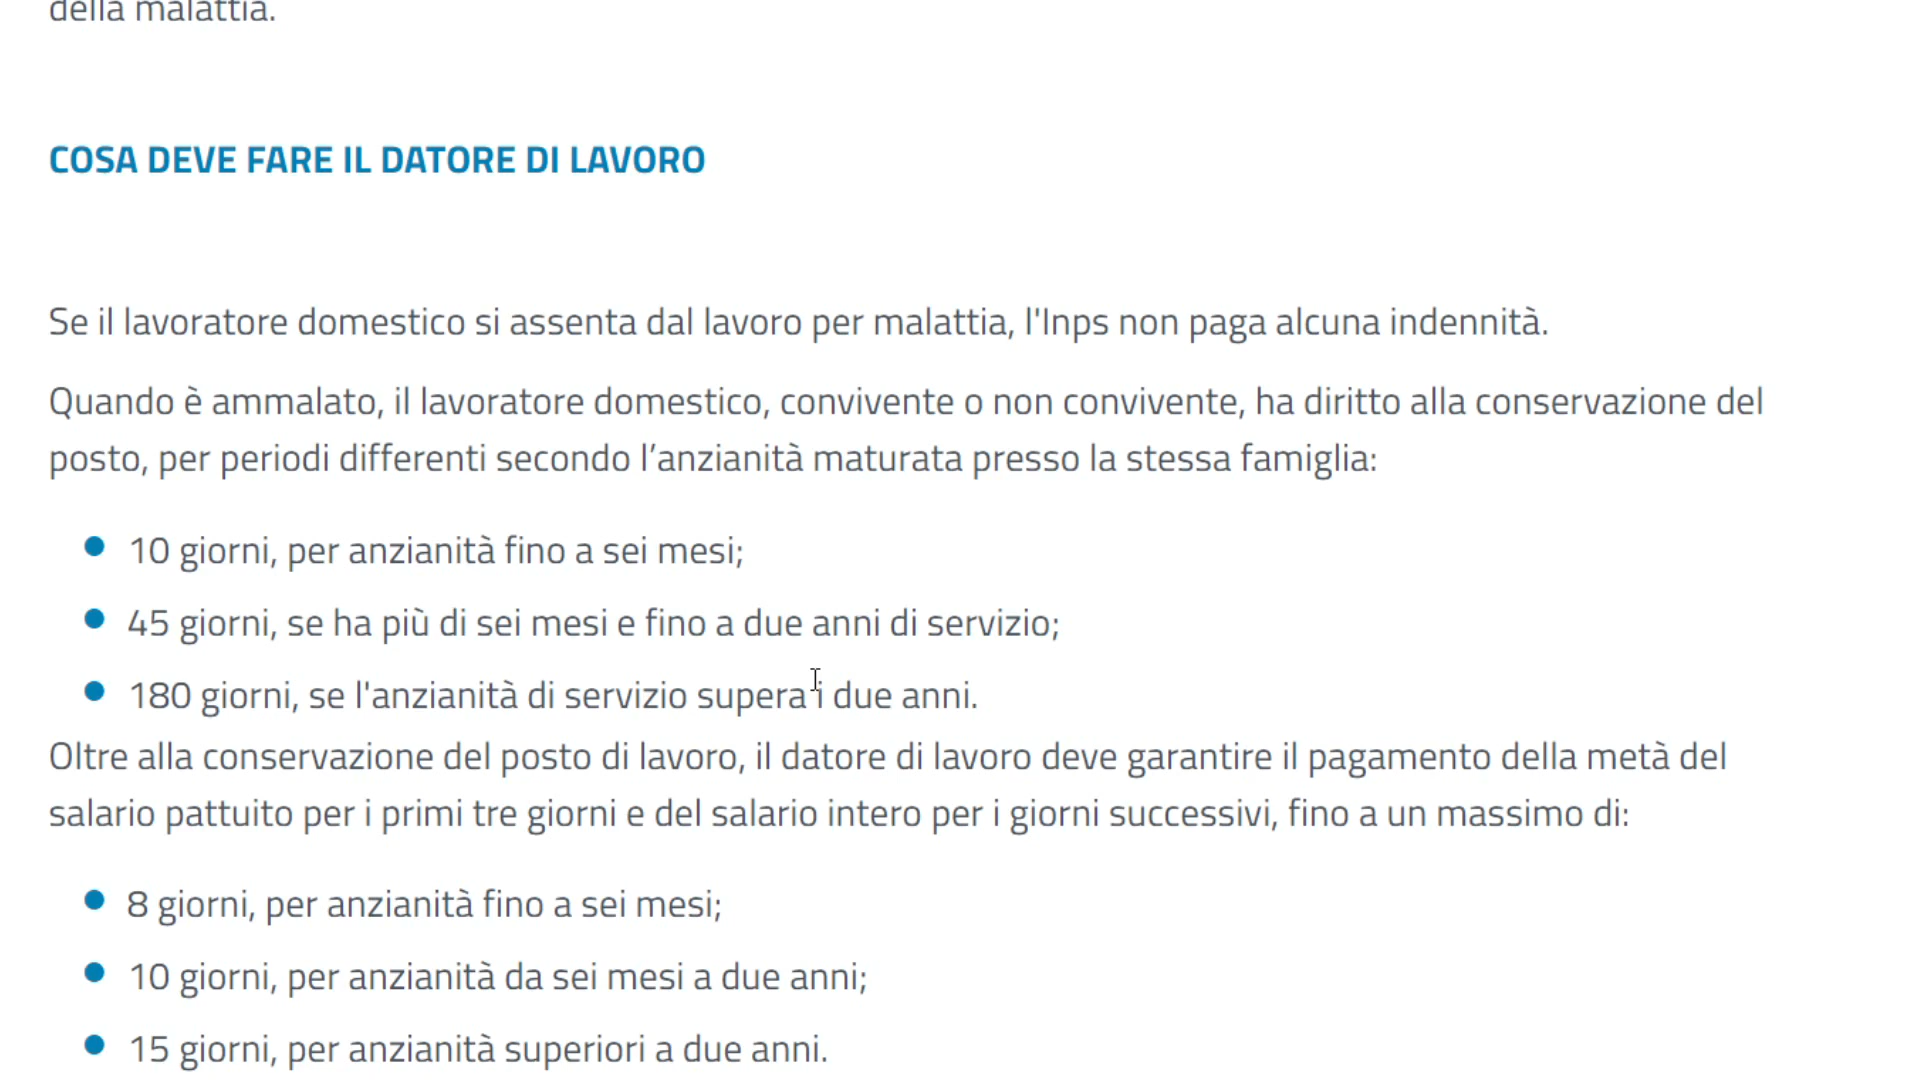 della malattia.
COSA DEVE FARE IL DATORE DI LAVORO
Se il lavoratore domestico si assenta dal lavoro per malattia, l'Inps non paga alcuna indennità.
Quando è ammalato, il lavoratore domestico, convivente o non convivente, ha diritto alla conservazione del
posto, per periodi differenti secondo l’anzianità maturata presso la stessa famiglia:
10 giorni, per anzianità fino a sei mesi;
45 giorni, se ha più di sei mesi e fino a due anni di servizio;
180 giorni, se l'anzianità di servizio supera i due anni.
Oltre alla conservazione del posto di lavoro, il datore di lavoro deve garantire il pagamento della metà del
salario pattuito per i primi tre giorni e del salario intero per i giorni successivi, fino a un massimo di:
8 giorni, per anzianità fino a sei mesi;
10 giorni, per anzianità da sei mesi a due anni;
15 giorni, per anzianità superiori a due anni.